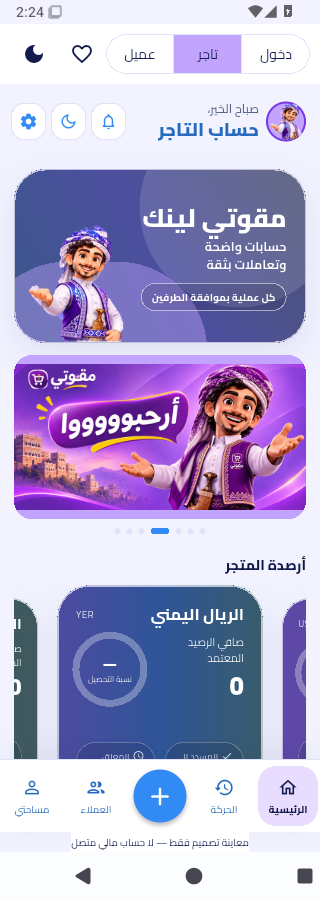 2:24
دخول
تاجر
عميل
صباح الخير،
حساب التاجر
مقوتي لينك
حسابات واضحة
وتعاملات بثقة
كل عملية بموافقة الطرفين
مقوتي
أرحبوووووا
مقوتي
أرصدة المتجر
الريال اليمني
YER
صافي الرصيد
المعتمد
0
—
نسبة التحصيل
الرئيسية
الحركة
العملاء
مساحتي
معاينة تصميم فقط — لا حساب مالي متصل